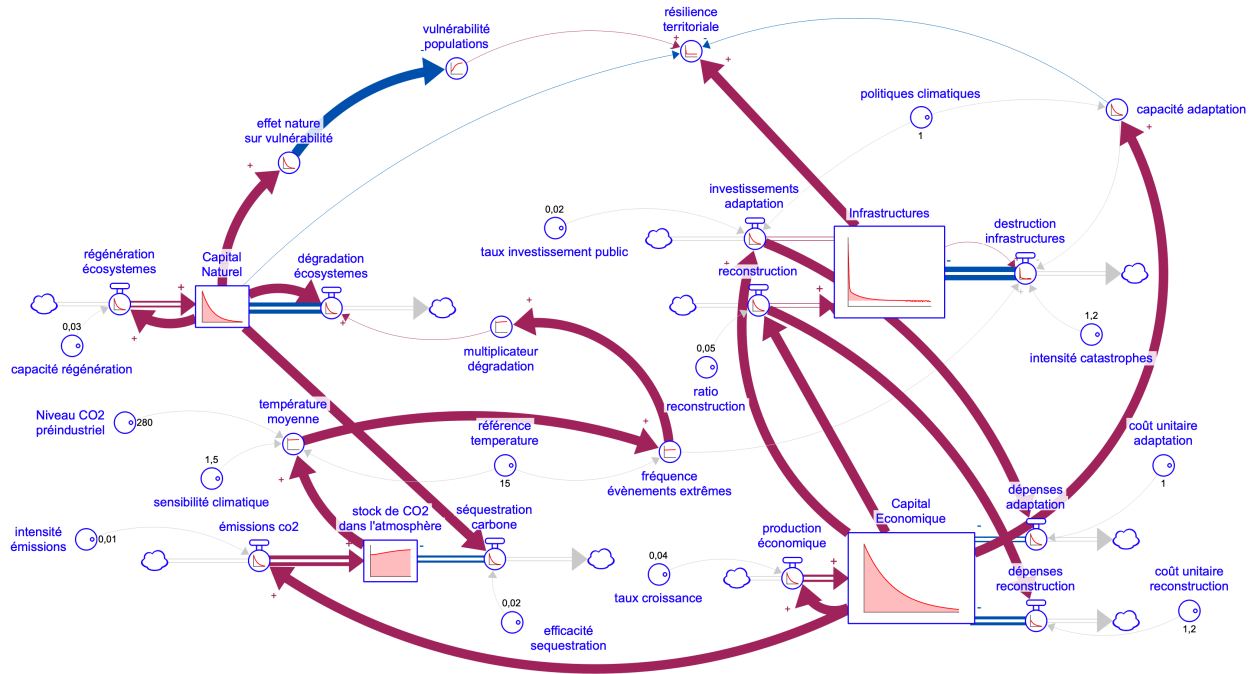 résilience
territoriale
vulnérabilité
populations
politiques climatiques
1
capacité adaptation
effet nature
sur vulnérabilité
investissements
adaptation
Infrastructures
0,02
taux investissement public
destruction
infrastructures
régénération
écosystèmes
Capital
Naturel
dégradation
écosystèmes
reconstruction
0,03
capacité régénération
multiplicateur
dégradation
0,05
ratio
reconstruction
1,2
intensité catastrophes
Niveau CO2
préindustriel
280
température
moyenne
référence
temperature
15
1,5
sensibilité climatique
fréquence
évènements extrêmes
coût unitaire
adaptation
1
intensité
émissions
0,01
émissions co2
stock de CO2
dans l'atmosphère
séquestration
carbone
production
économique
Capital
Economique
dépenses
adaptation
0,04
taux croissance
dépenses
reconstruction
coût unitaire
reconstruction
1,2
0,02
efficacité
sequestration